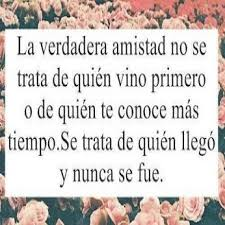 La verdadera amistad no se
trata de quién vino primero
o de quién te conoce más
tiempo.Se trata de quién llegó
y nunca se fue.